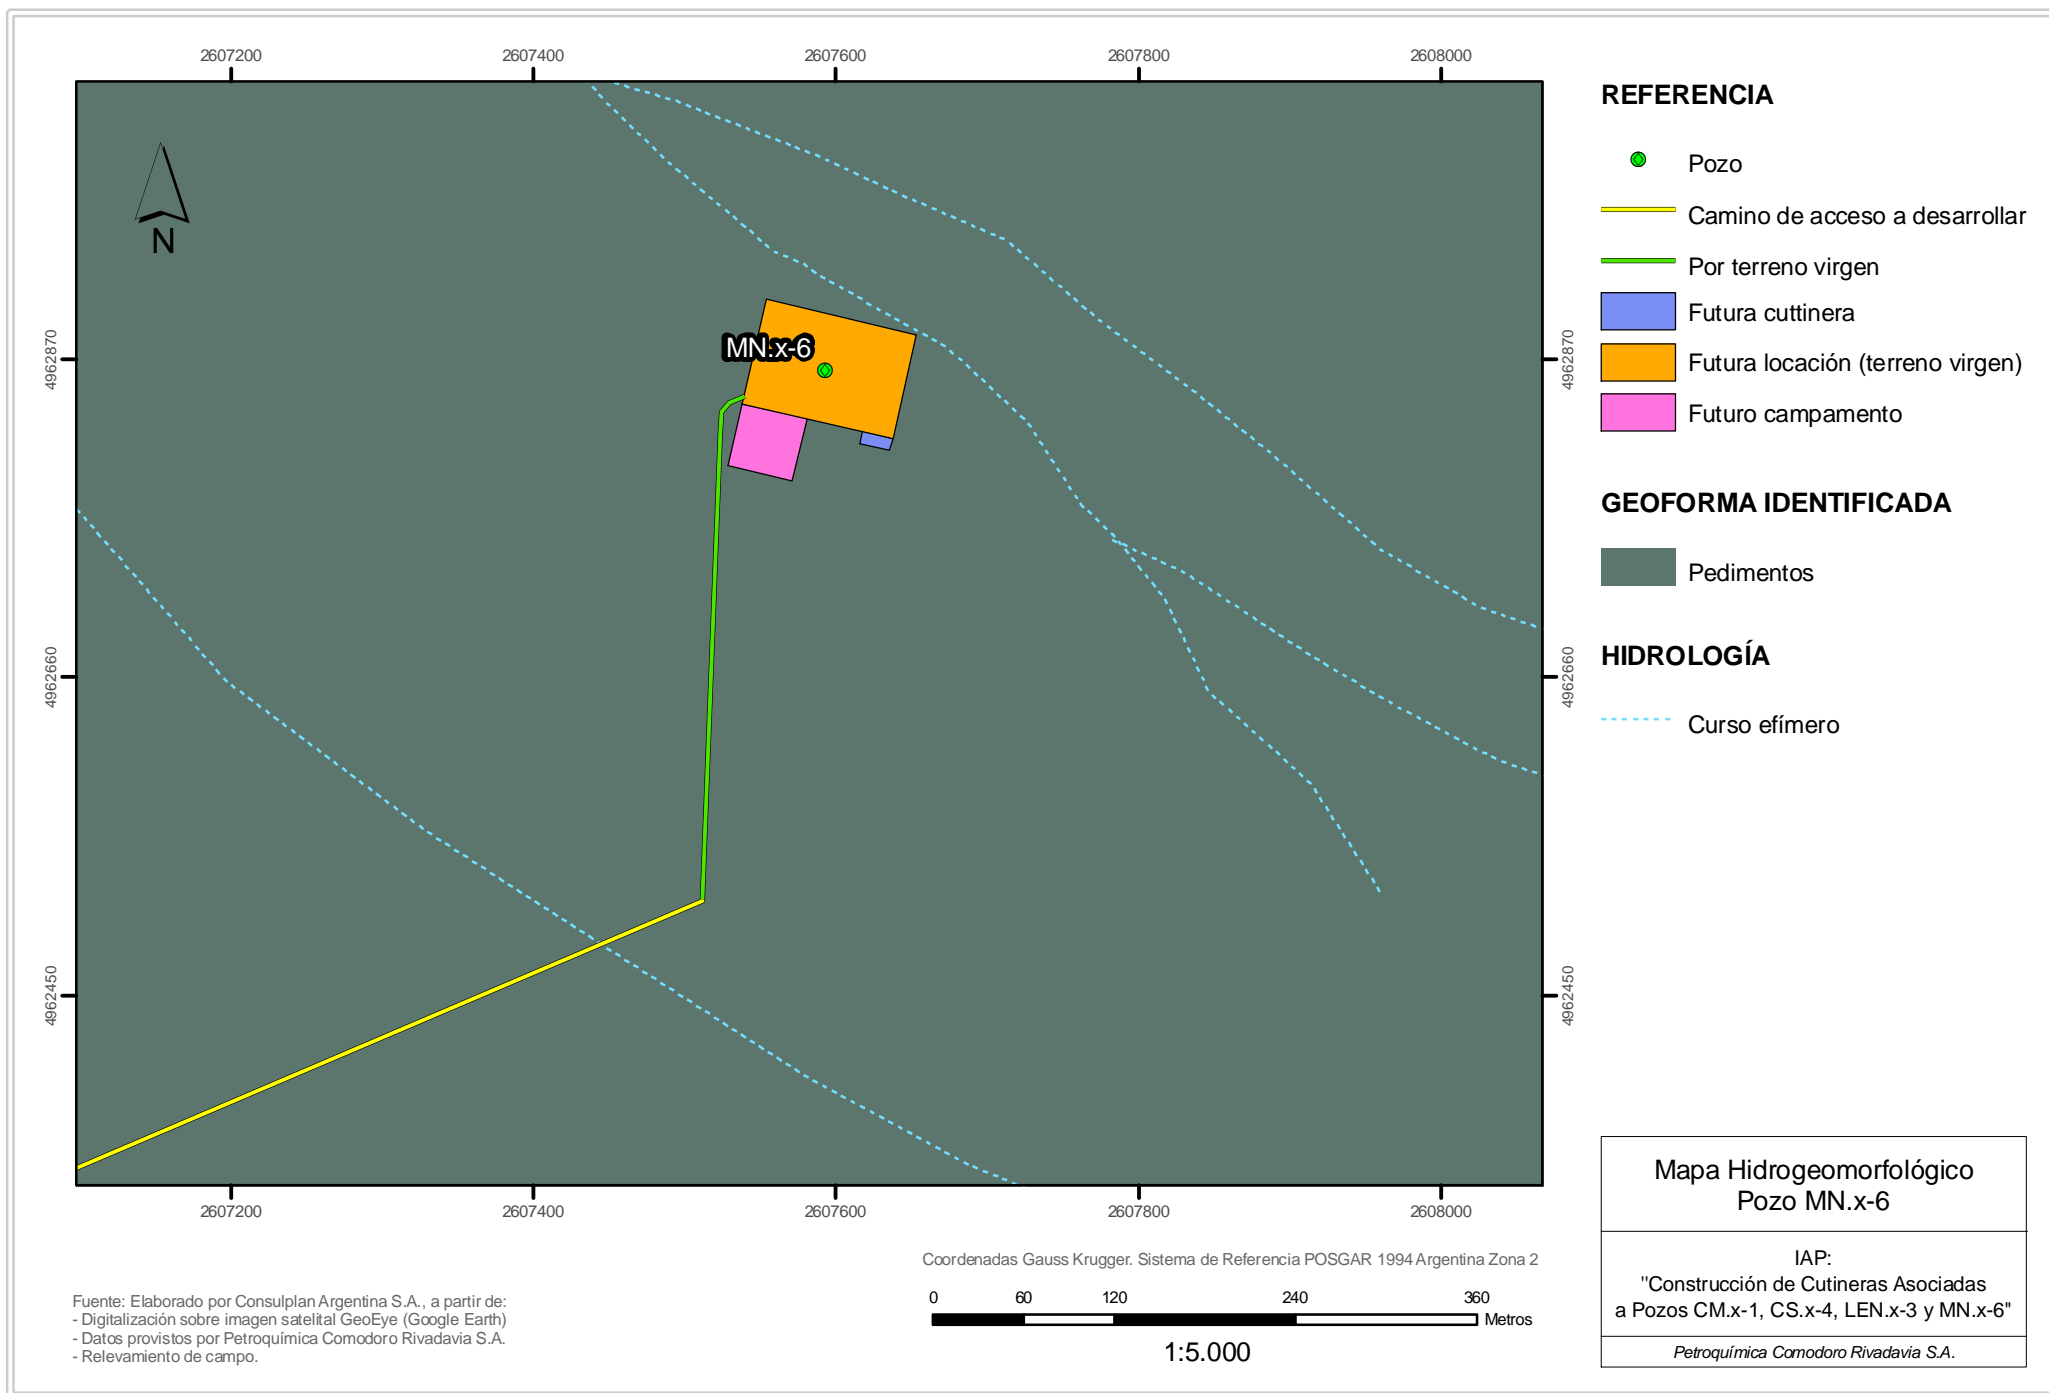 2607200 2607400 2607600 2607800 2608000
N
MN.x-6
4962870 4962870
4962660 4962660
4962450 4962450
2607200 2607400 2607600 2607800 2608000
REFERENCIA
Pozo
Camino de acceso a desarrollar
Por terreno virgen
Futura cuttinera
Futura locación (terreno virgen)
Futuro campamento
GEOFORMA IDENTIFICADA
Pedimentos
HIDROLOGÍA
Curso efímero
Coordenadas Gauss Krugger. Sistema de Referencia POSGAR 1994 Argentina Zona 2
0 60 120 240 360
Metros
1:5.000
Fuente: Elaborado por Consulplan Argentina S.A., a partir de:
- Digitalización sobre imagen satelital GeoEye (Google Earth)
- Datos provistos por Petroquímica Comodoro Rivadavia S.A.
- Relevamiento de campo.
Mapa Hidrogeomorfológico
Pozo MN.x-6
IAP:
"Construcción de Cutineras Asociadas
a Pozos CM.x-1, CS.x-4, LEN.x-3 y MN.x-6"
Petroquímica Comodoro Rivadavia S.A.